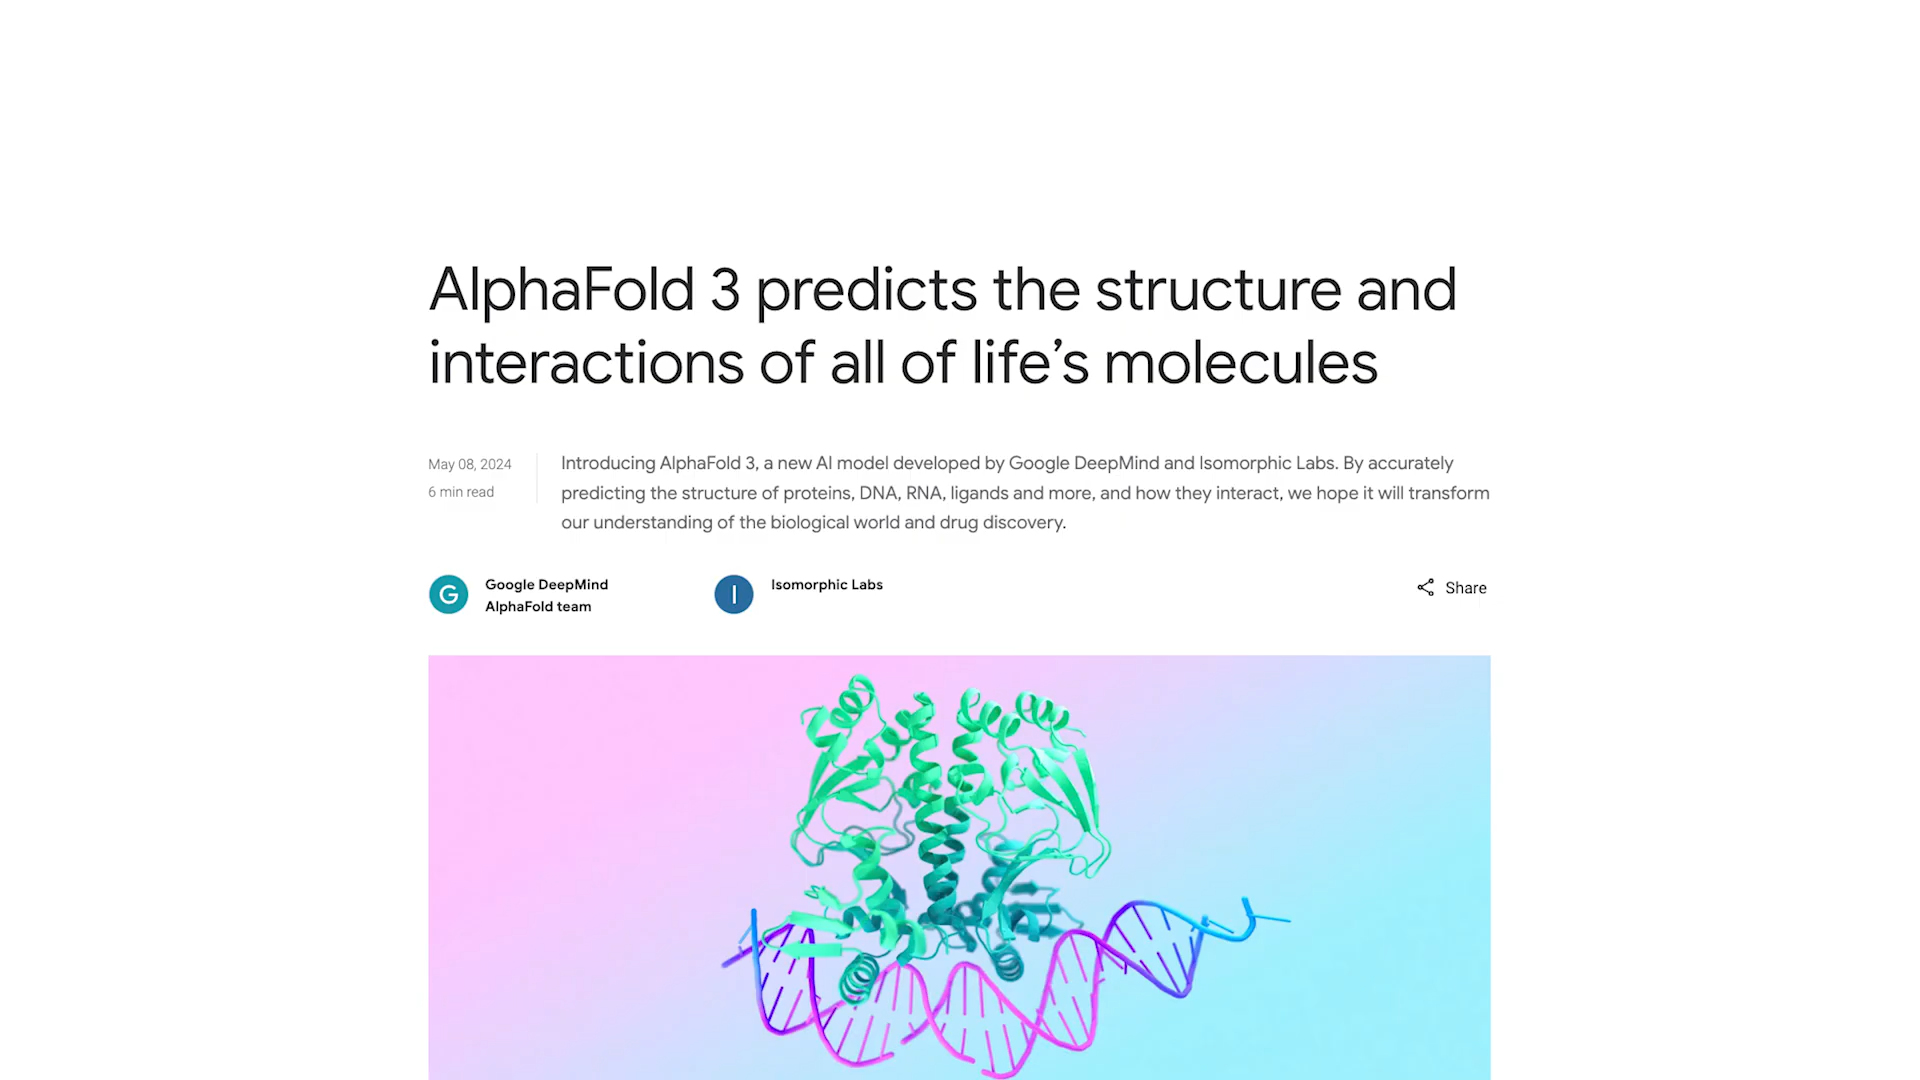 AlphaFold 3 predicts the structure and
interactions of all of life’s molecules
May 08, 2024
6 min read
Introducing AlphaFold 3, a new AI model developed by Google DeepMind and Isomorphic Labs. By accurately
predicting the structure of proteins, DNA, RNA, ligands and more, and how they interact, we hope it will transform
our understanding of the biological world and drug discovery.
G
Google DeepMind
AlphaFold team
I
Isomorphic Labs
Share